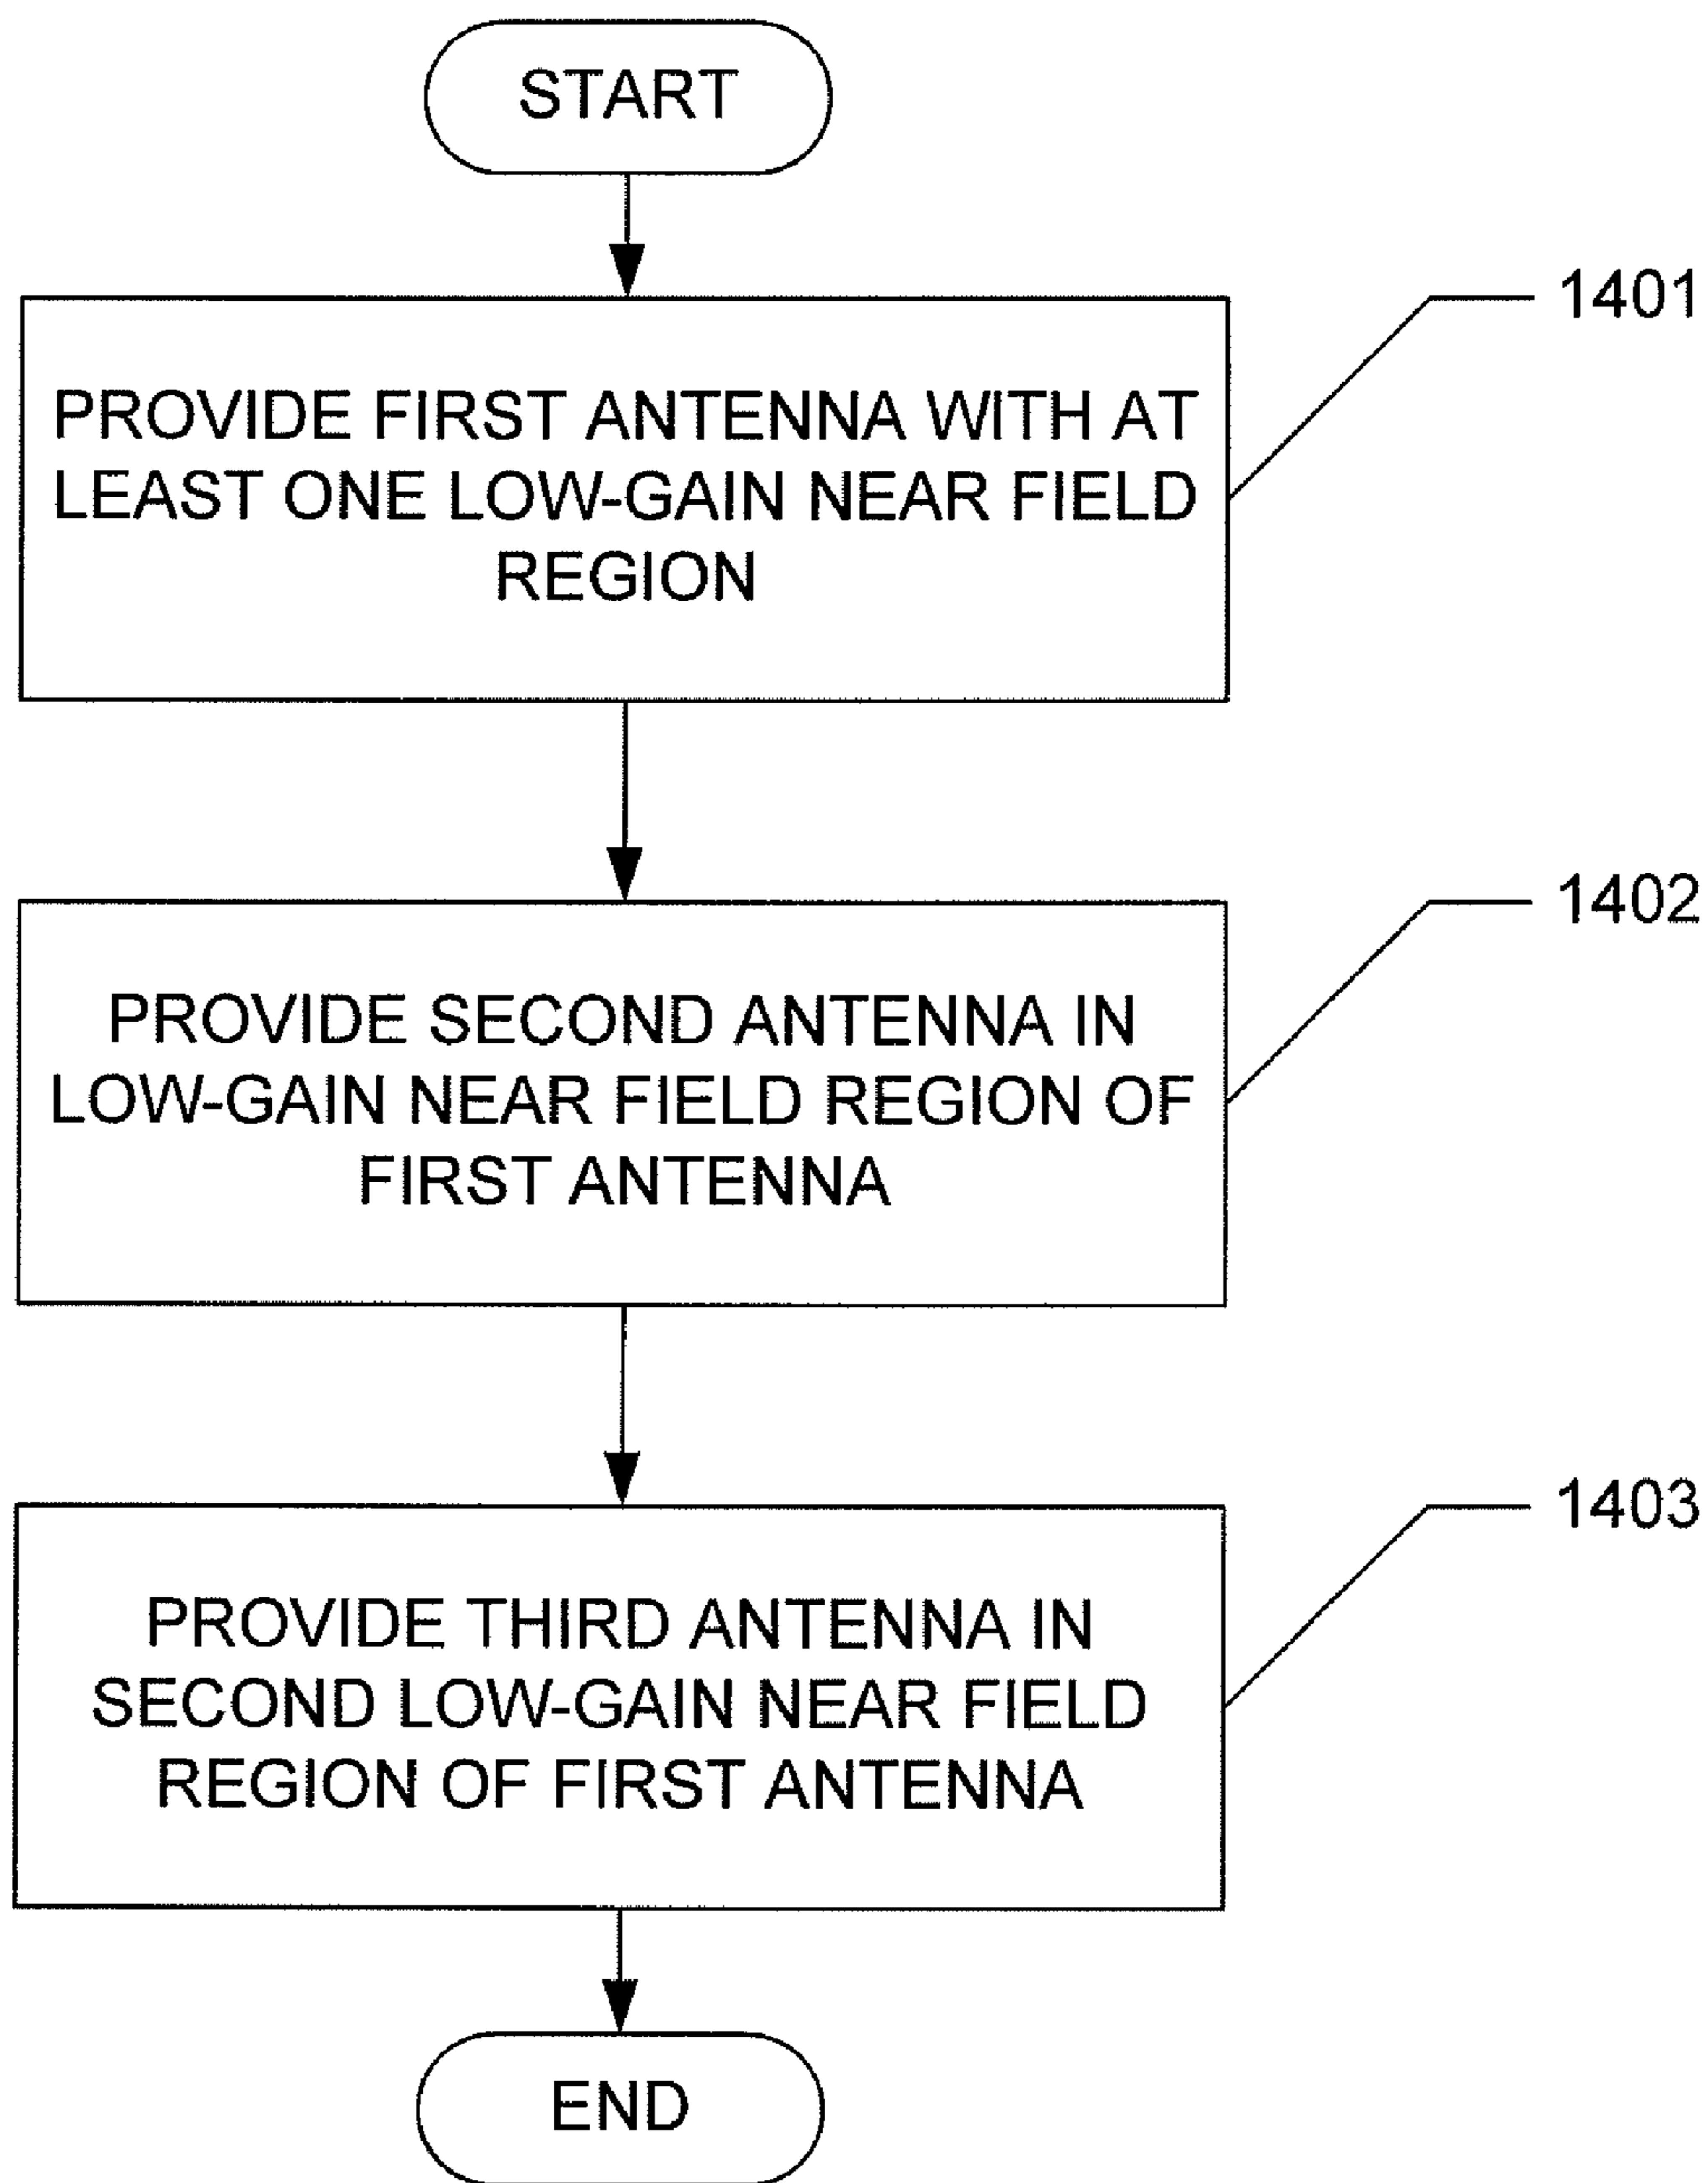 START
1401
PROVIDE FIRST ANTENNA WITH AT
LEAST ONE LOW-GAIN NEAR FIELD
REGION
1402
PROVIDE SECOND ANTENNA IN
LOW-GAIN NEAR FIELD REGION OF
FIRST ANTENNA
1403
PROVIDE THIRD ANTENNA IN
SECOND LOW-GAIN NEAR FIELD
REGION OF FIRST ANTENNA
END